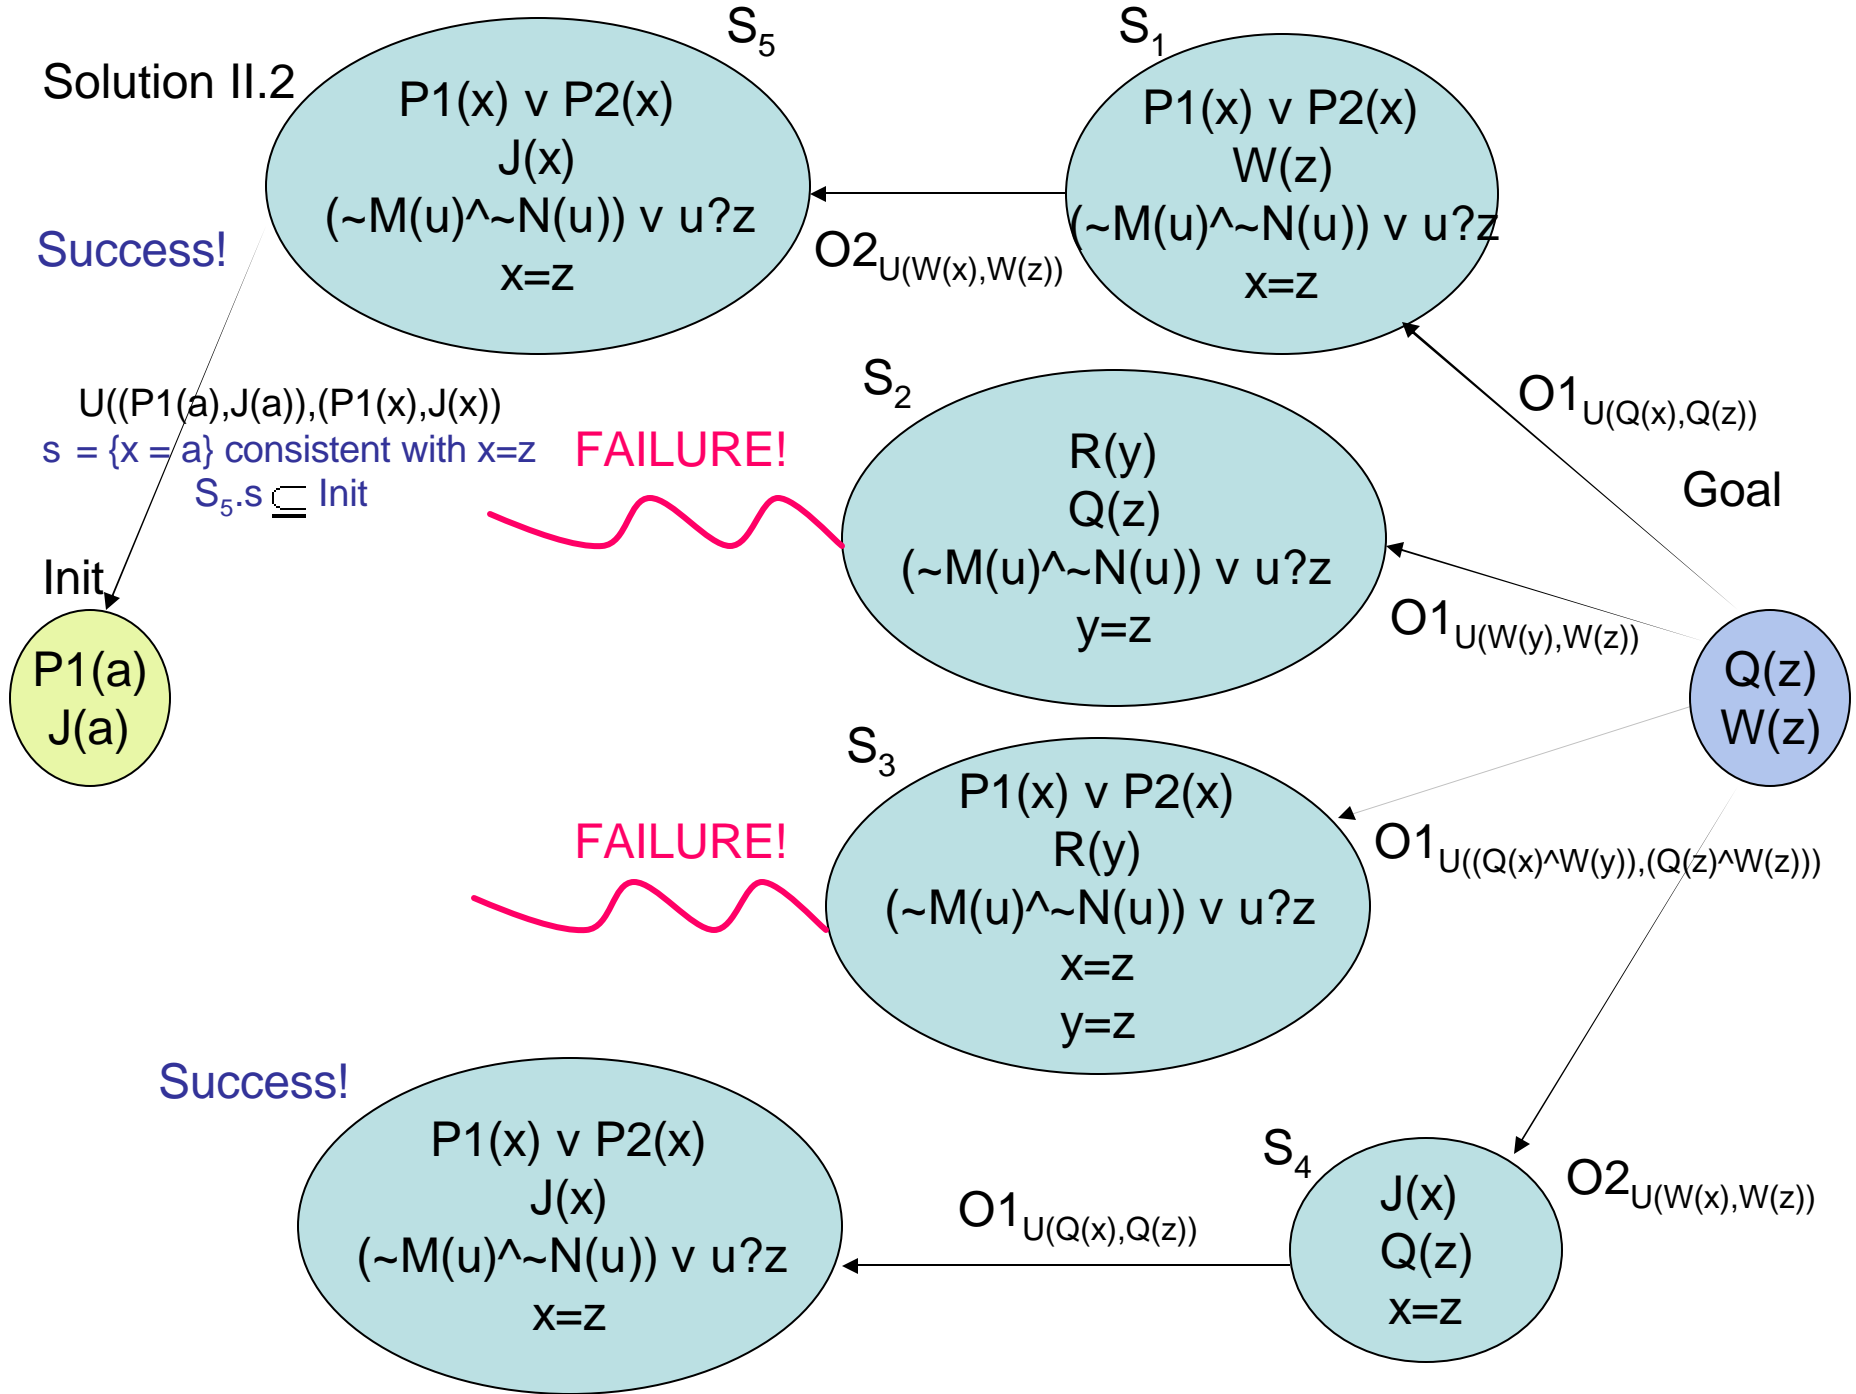 Solution II.2
S5
P1(x) v P2(x)
J(x)
(~M(u)^~N(u)) v u?z
x=z
S1
P1(x) v P2(x)
W(z)
(~M(u)^~N(u)) v u?z
x=z
Success!
O2U(W(x),W(z))
U((P1(a),J(a)),(P1(x),J(x))
s = {x = a} consistent with x=z
S5.s ⊆ Init
O1U(Q(x),Q(z))
Goal
S2
FAILURE!
R(y)
Q(z)
(~M(u)^~N(u)) v u?z
y=z
O1U(W(y),W(z))
Init
P1(a)
J(a)
Q(z)
W(z)
S3
FAILURE!
P1(x) v P2(x)
R(y)
(~M(u)^~N(u)) v u?z
x=z
y=z
O1U((Q(x)^W(y)),(Q(z)^W(z)))
Success!
P1(x) v P2(x)
J(x)
(~M(u)^~N(u)) v u?z
x=z
O1U(Q(x),Q(z))
S4
J(x)
Q(z)
x=z
O2U(W(x),W(z))